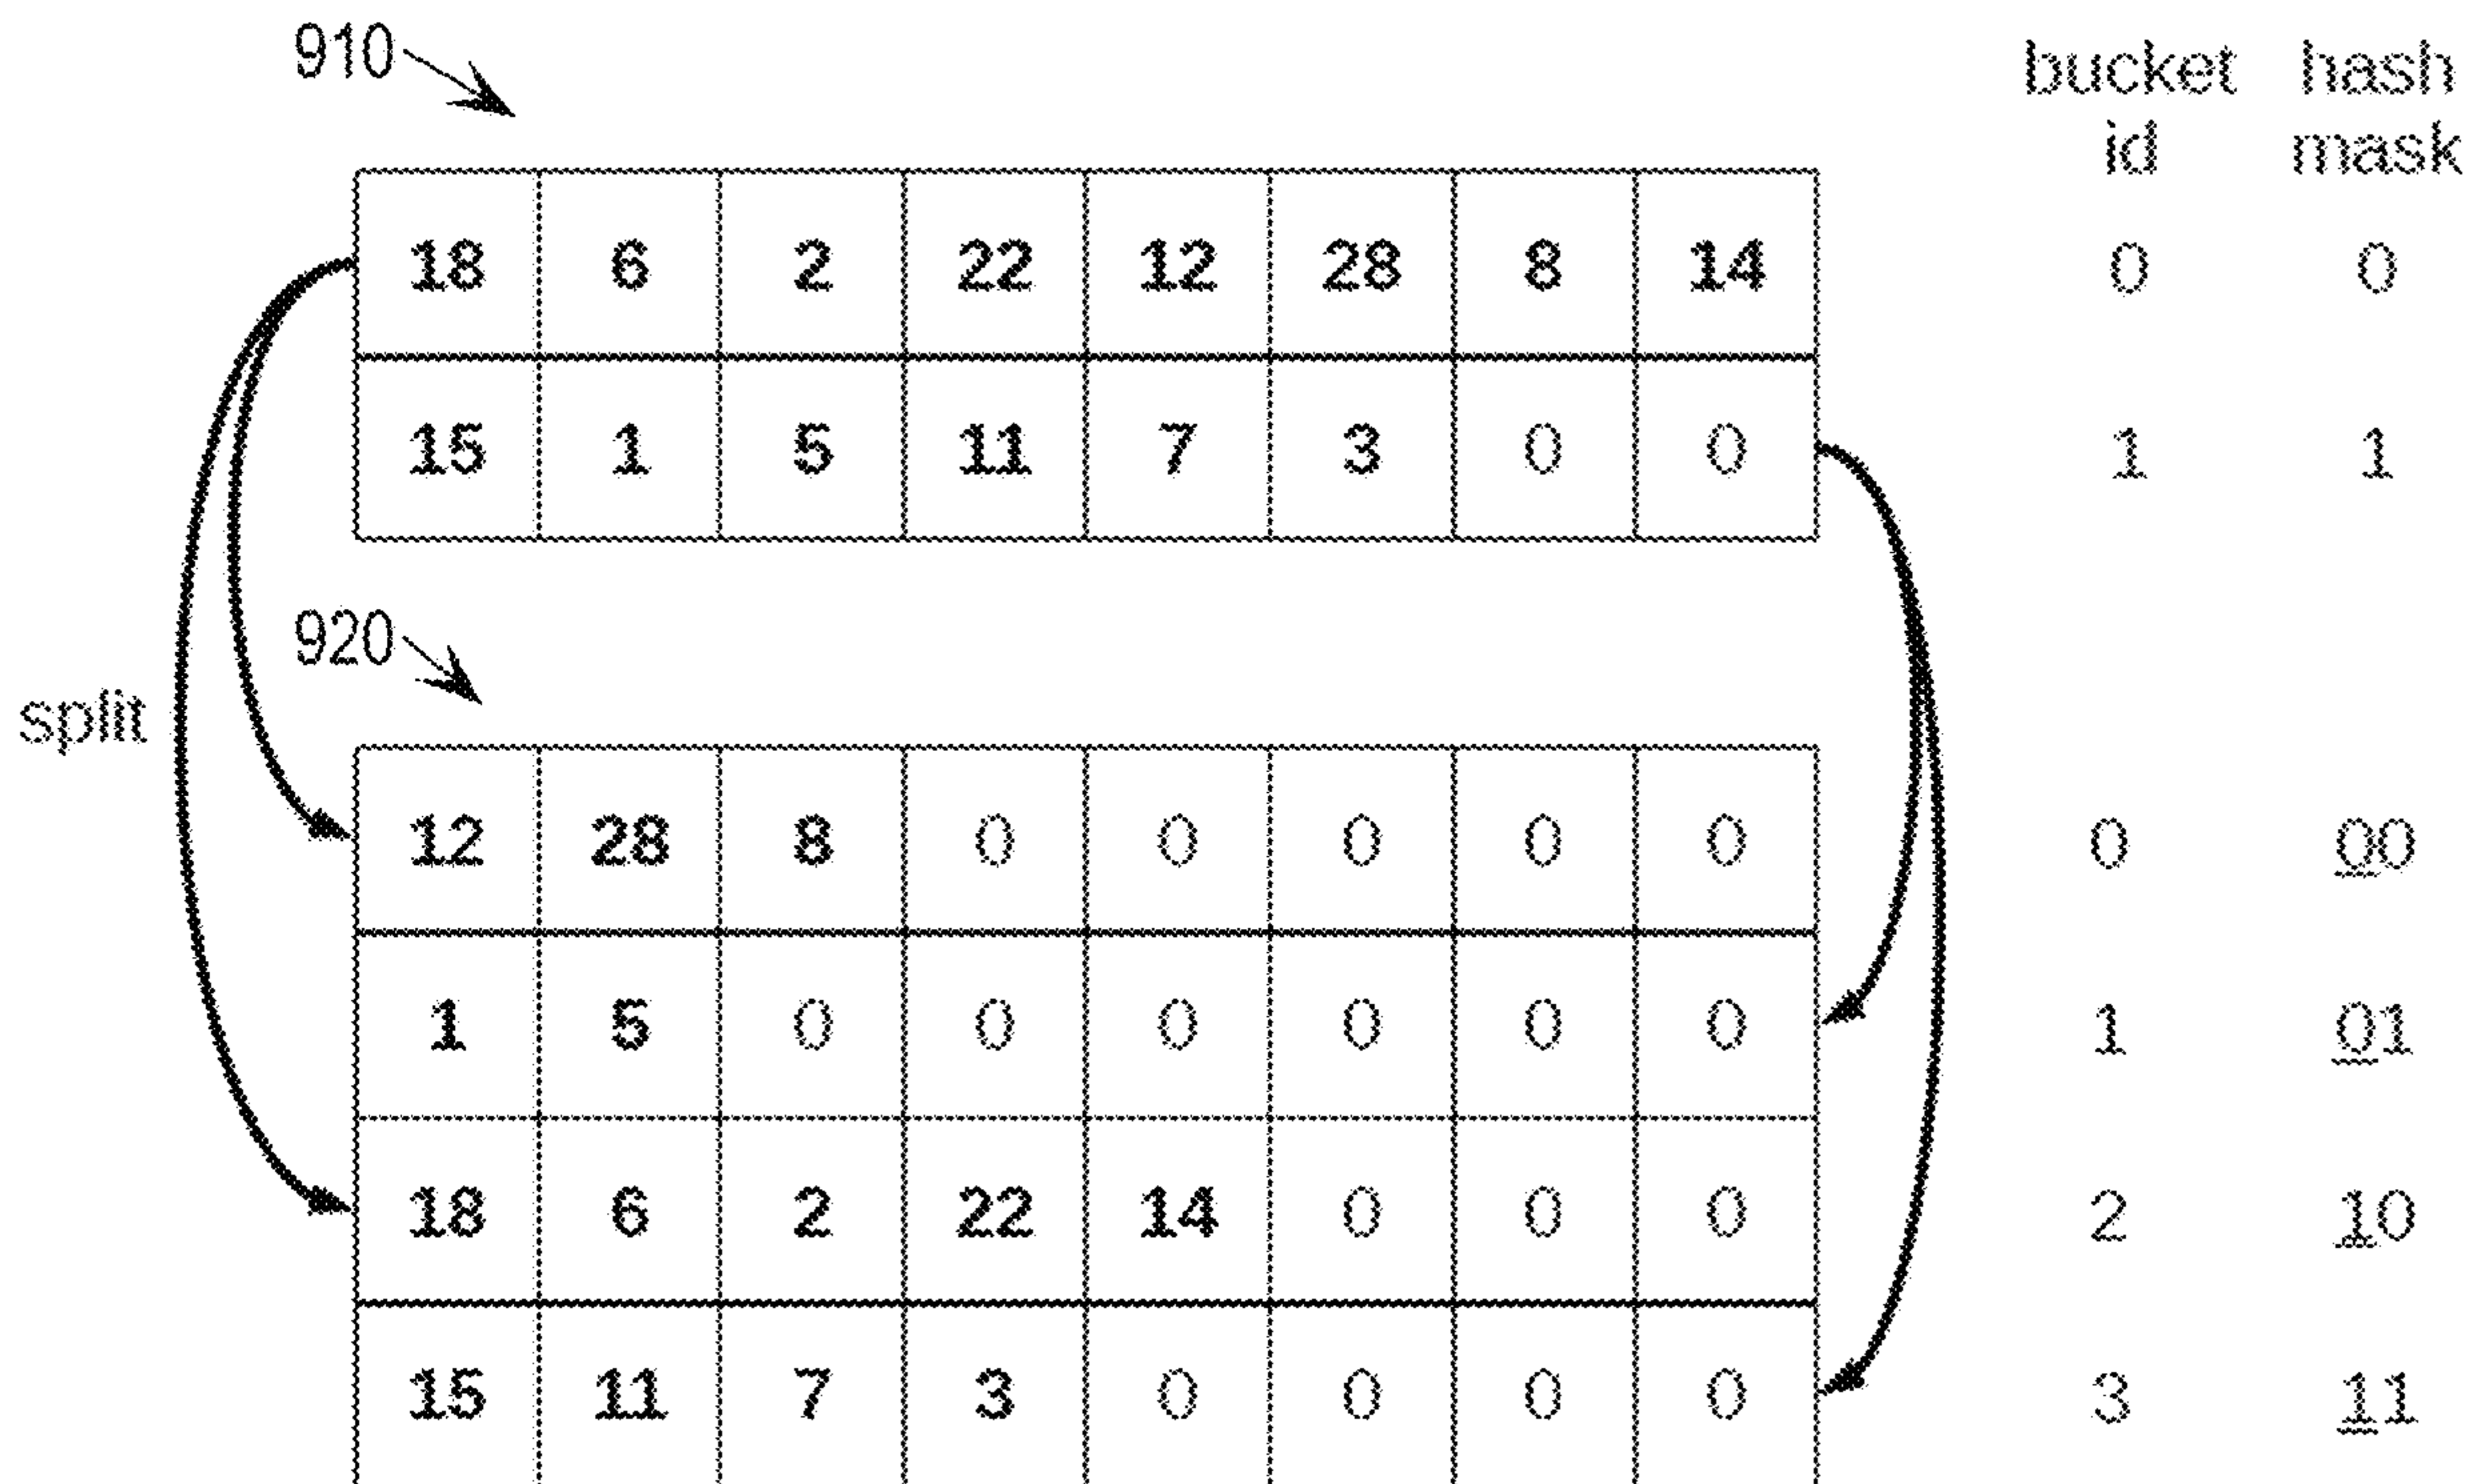 910
bucket hash
id mask
18 6 2 22 12 28 8 14 0 0
15 1 5 11 7 3 0 0 1 1
920
split
12 28 8 0 0 0 0 0 0 00
1 5 0 0 0 0 0 0 1 01
18 6 2 22 14 0 0 0 2 10
15 11 7 3 0 0 0 0 3 11